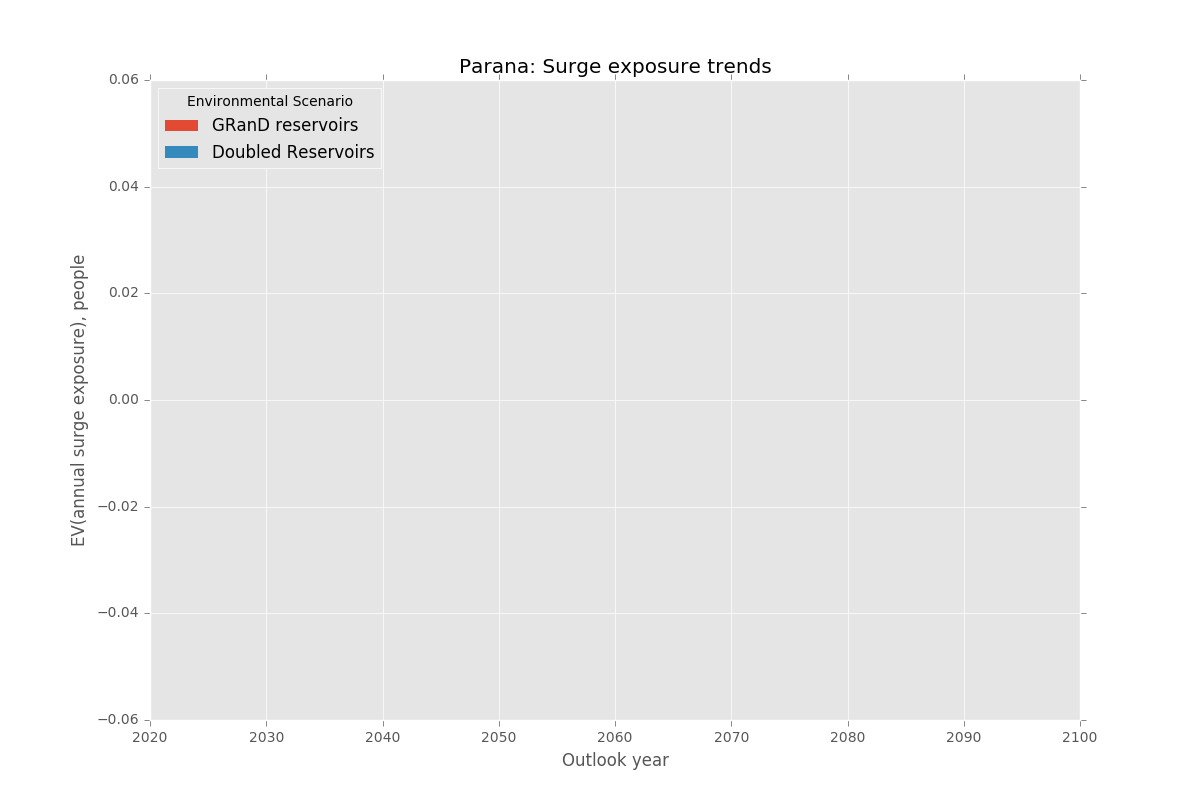 Parana: Surge exposure trends
Environmental Scenario
GRanD reservoirs
Doubled Reservoirs
EV(annual surge exposure), people
0.06
0.04
0.02
0.00
−0.02
−0.04
−0.06
2020 2030 2040 2050 2060 2070 2080 2090 2100
Outlook year